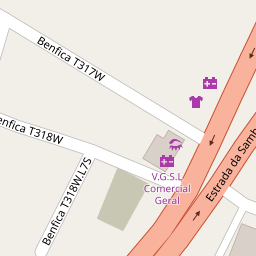 Benfica T317W
Benfica T318W
Benfica T318W L7S
V.G.S.L
Comercial
Geral
Estrada da Samb